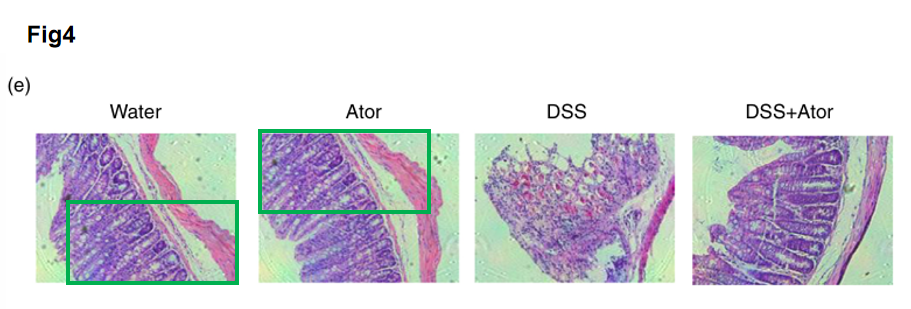 Fig4
(e)
Water Ator DSS DSS+Ator